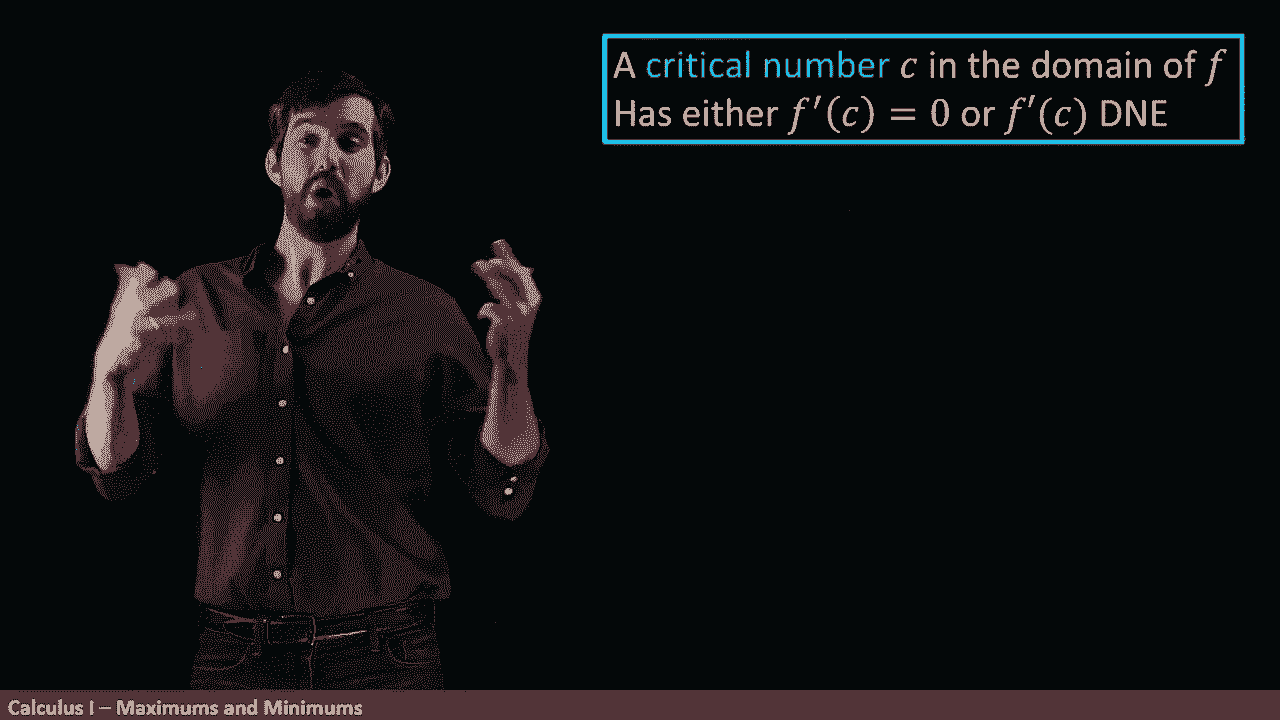 A critical number c in the domain of f
Has either f′(c) = 0 or f′(c) DNE
Calculus I – Maximums and Minimums